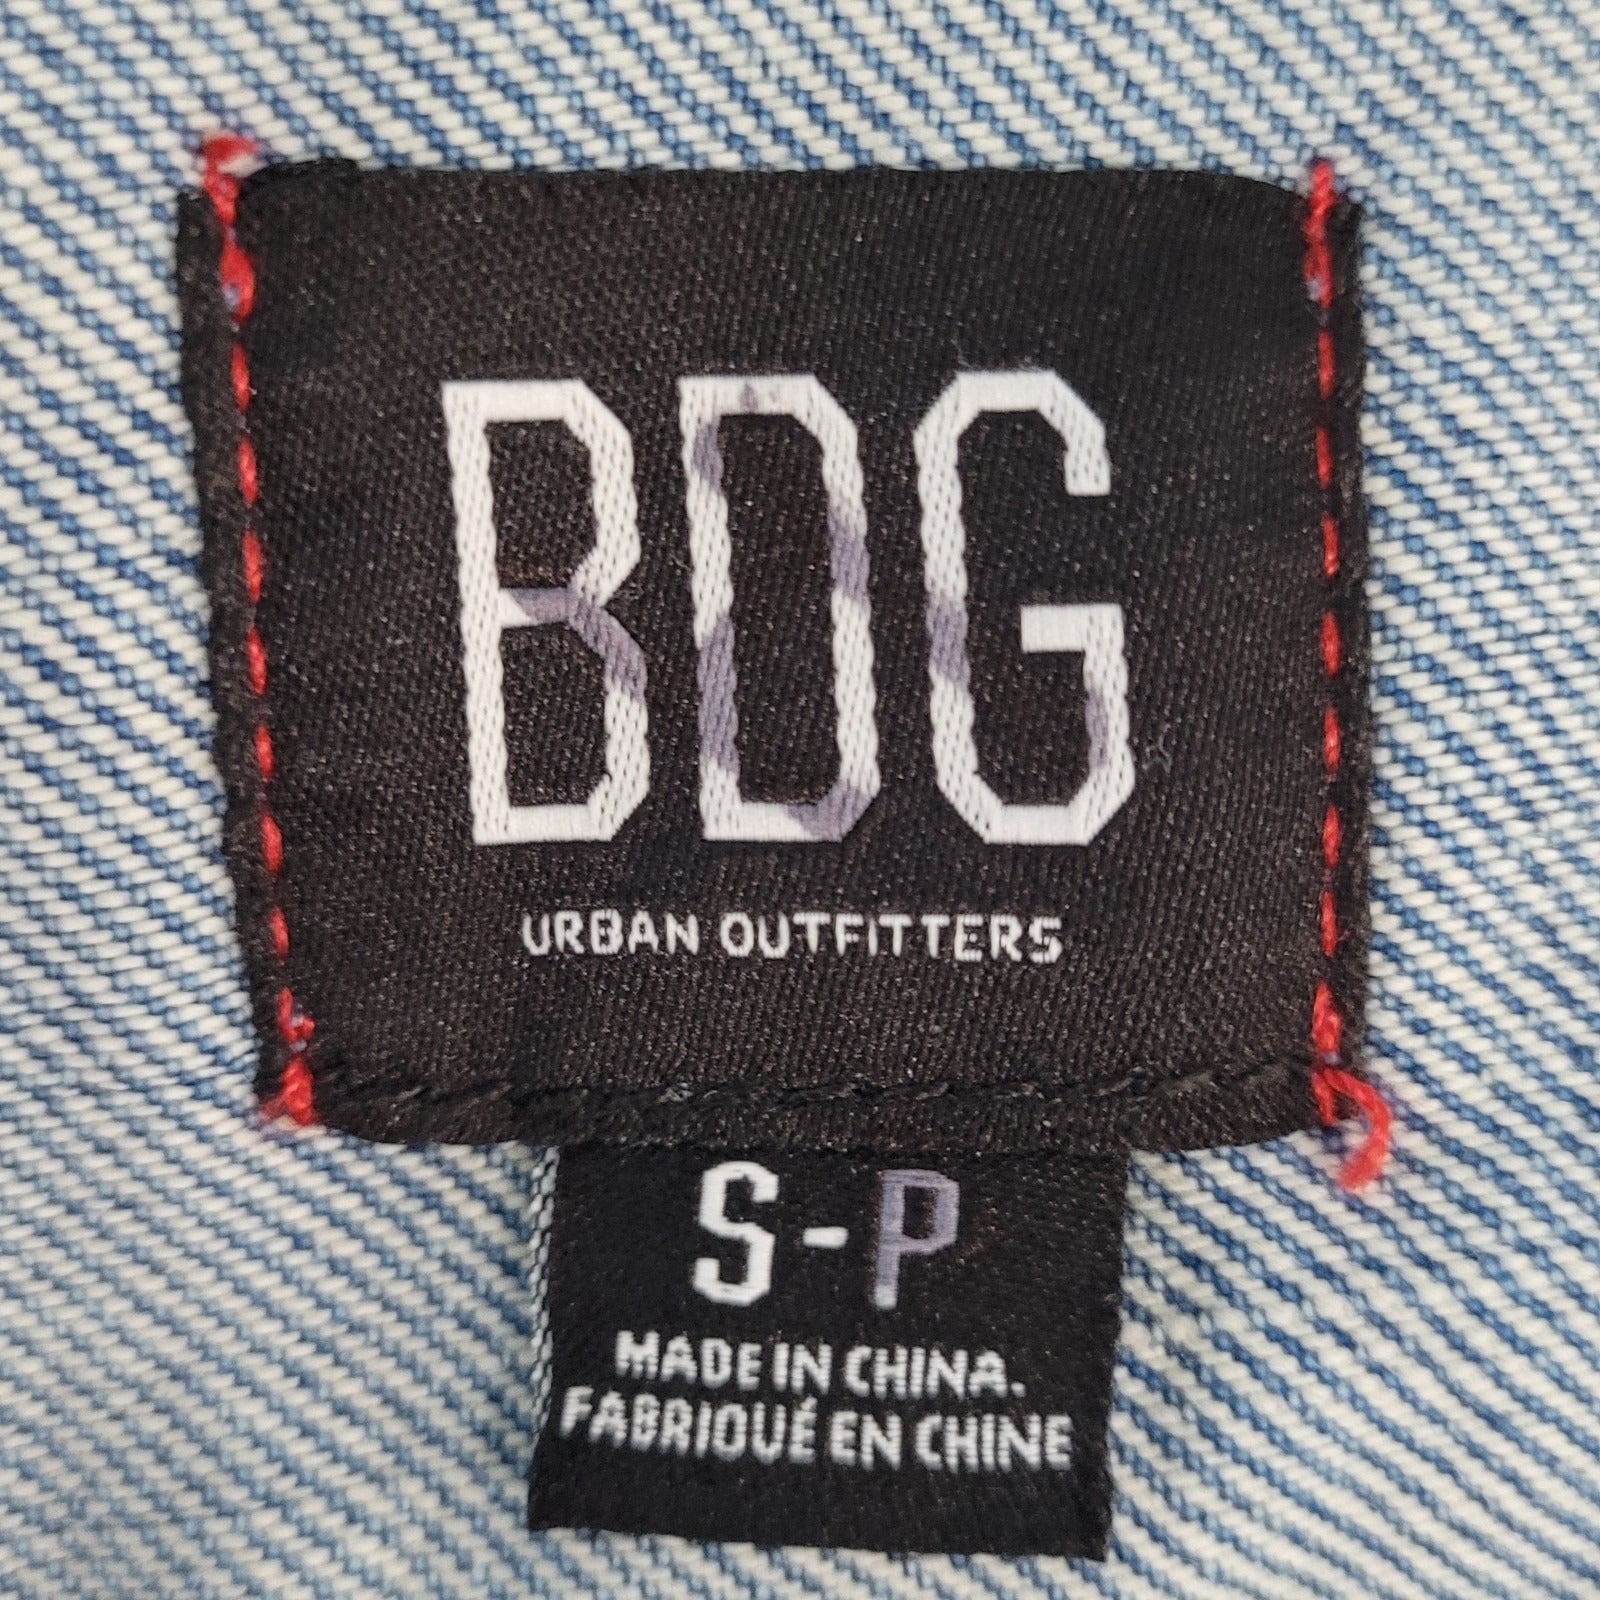 BDG
URBAN OUTFITTERS
S-P
MADE IN CHINA.
FABRIQUÉ EN CHINE